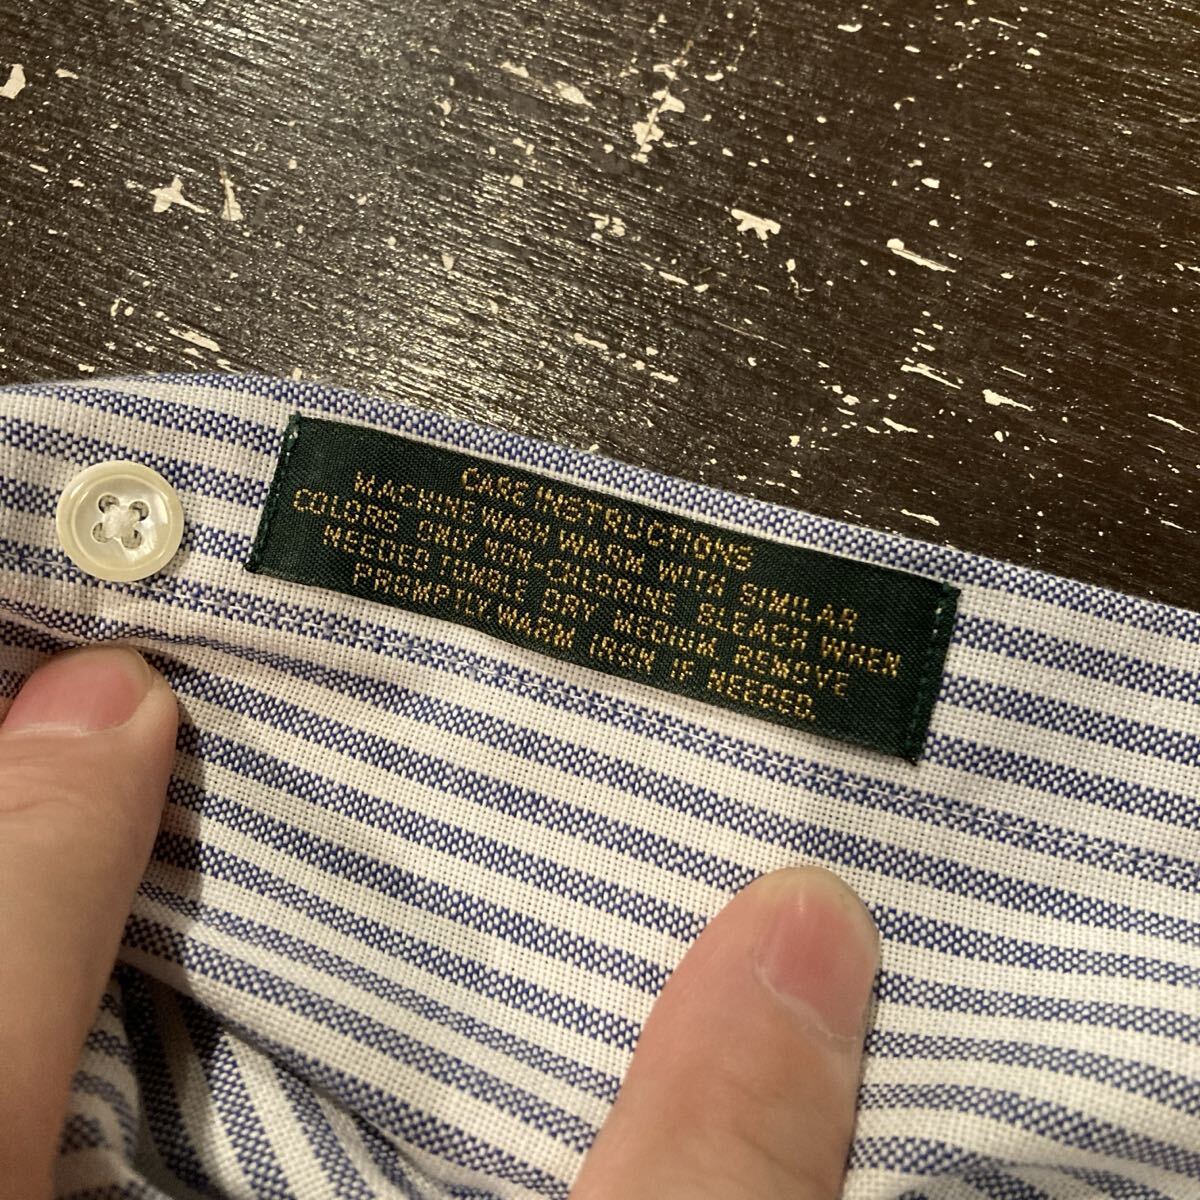 CASE INSTRUCTIONS
MACHINE WASH WARM WITH SIMILAR
COLORS ONLY NON-CHLORINE BLEACH WHEN
NEEDED TUMBLE DRY MEDIUM REMOVE
PROMPTLY WARM IRON IF NEEDED.